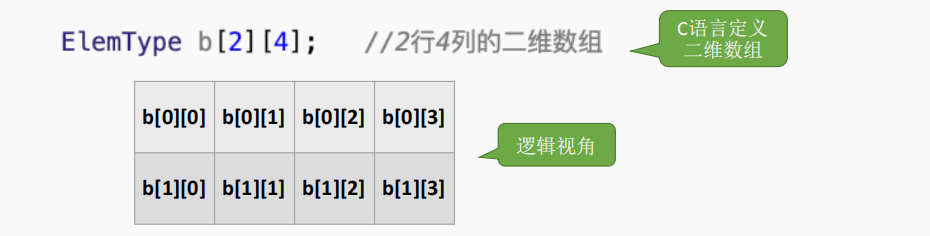 ElemType b[2][4]; //2行4列的二维数组
C语言定义
二维数组
b[0][0] b[0][1] b[0][2] b[0][3]
逻辑视角
b[1][0] b[1][1] b[1][2] b[1][3]